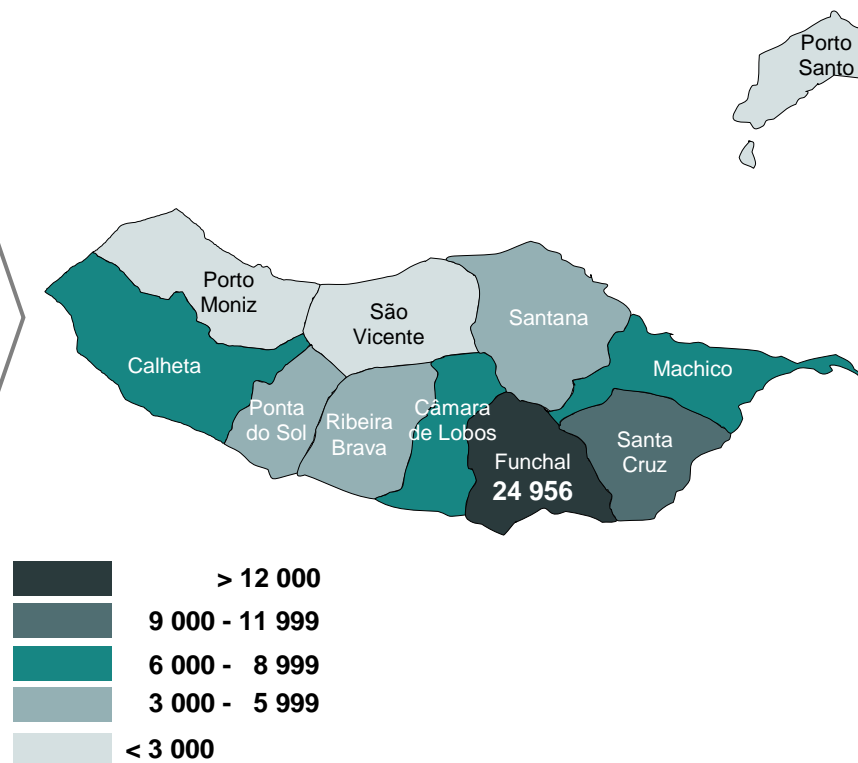 Porto
Santo
Porto
Moniz
São
Vicente
Santana
Calheta
Machico
Ponta
do Sol
Ribeira
Brava
Câmara
de Lobos
Funchal
24 956
Santa
Cruz
> 12 000
9 000 - 11 999
6 000 - 8 999
3 000 - 5 999
< 3 000